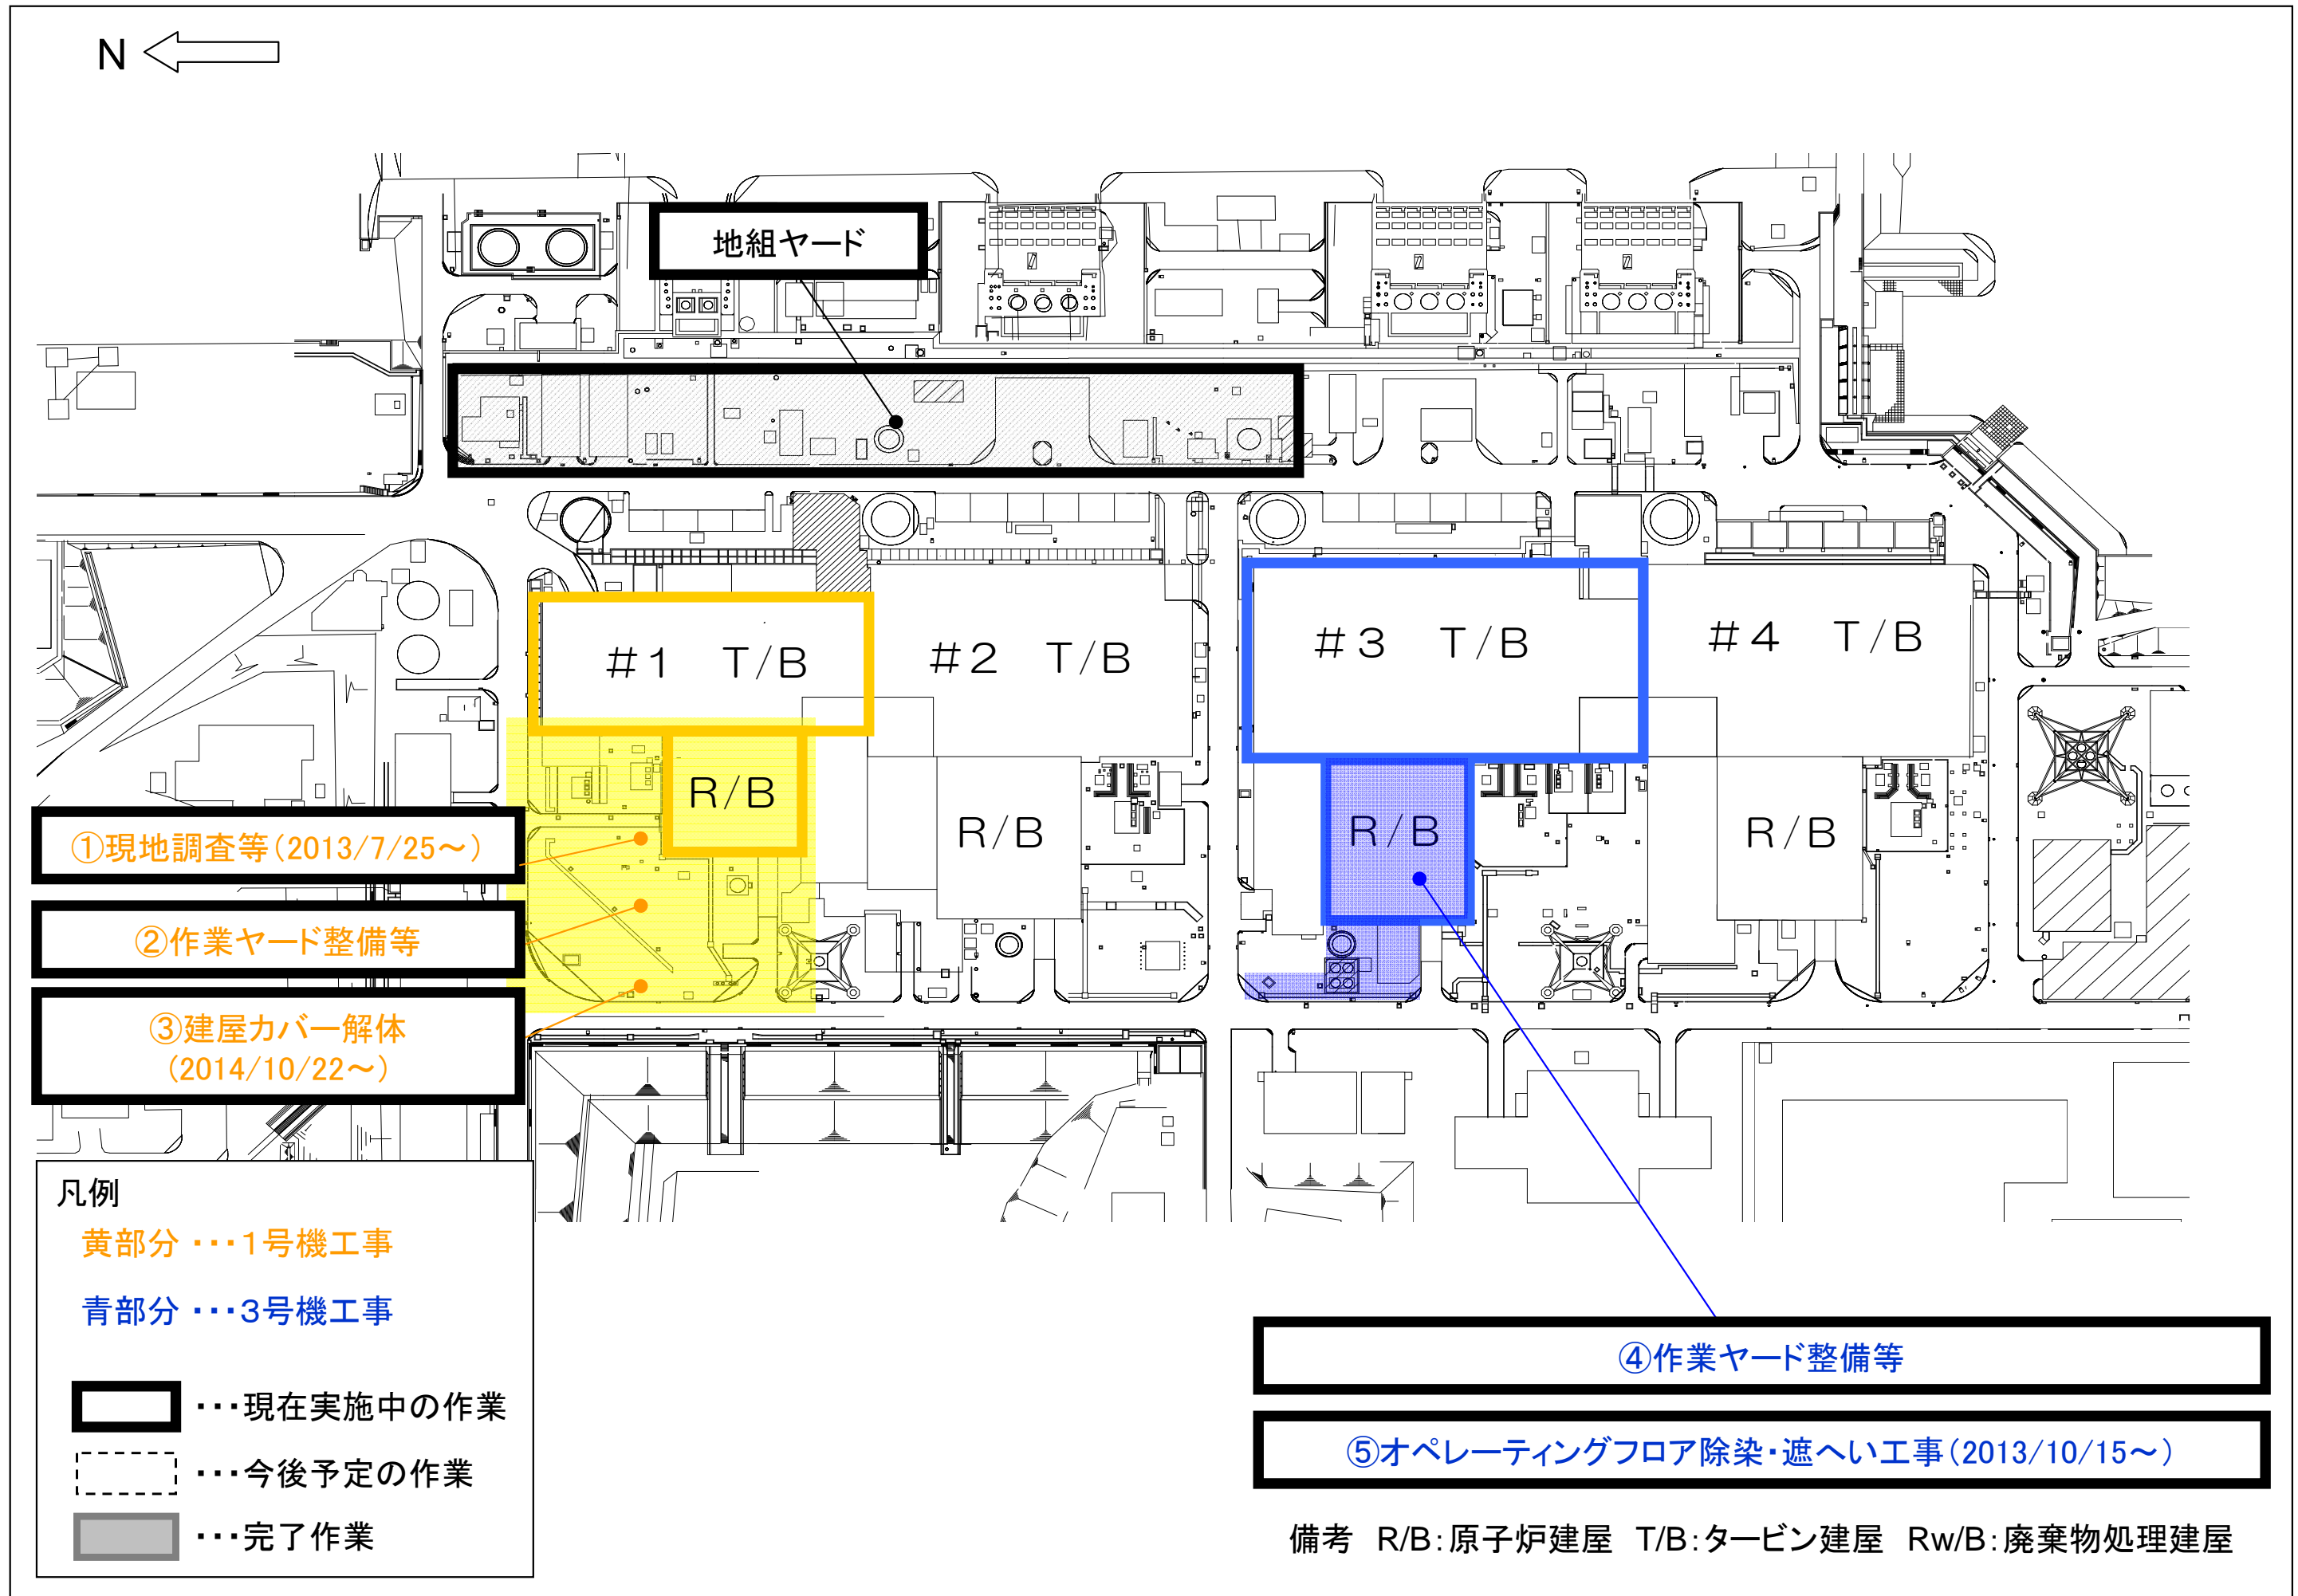 N
地組ヤード
#1 T/B
#2 T/B
#3 T/B
#4 T/B
R/B
R/B
R/B
R/B
①現地調査等(2013/7/25～)
②作業ヤード整備等
③建屋カバー解体
(2014/10/22～)
凡例
黄部分 ・・・1号機工事
青部分 ・・・3号機工事
・・・現在実施中の作業
・・・今後予定の作業
・・・完了作業
④作業ヤード整備等
⑤オペレーティングフロア除染・遮へい工事(2013/10/15～)
備考 R/B:原子炉建屋 T/B:タービン建屋 Rw/B:廃棄物処理建屋